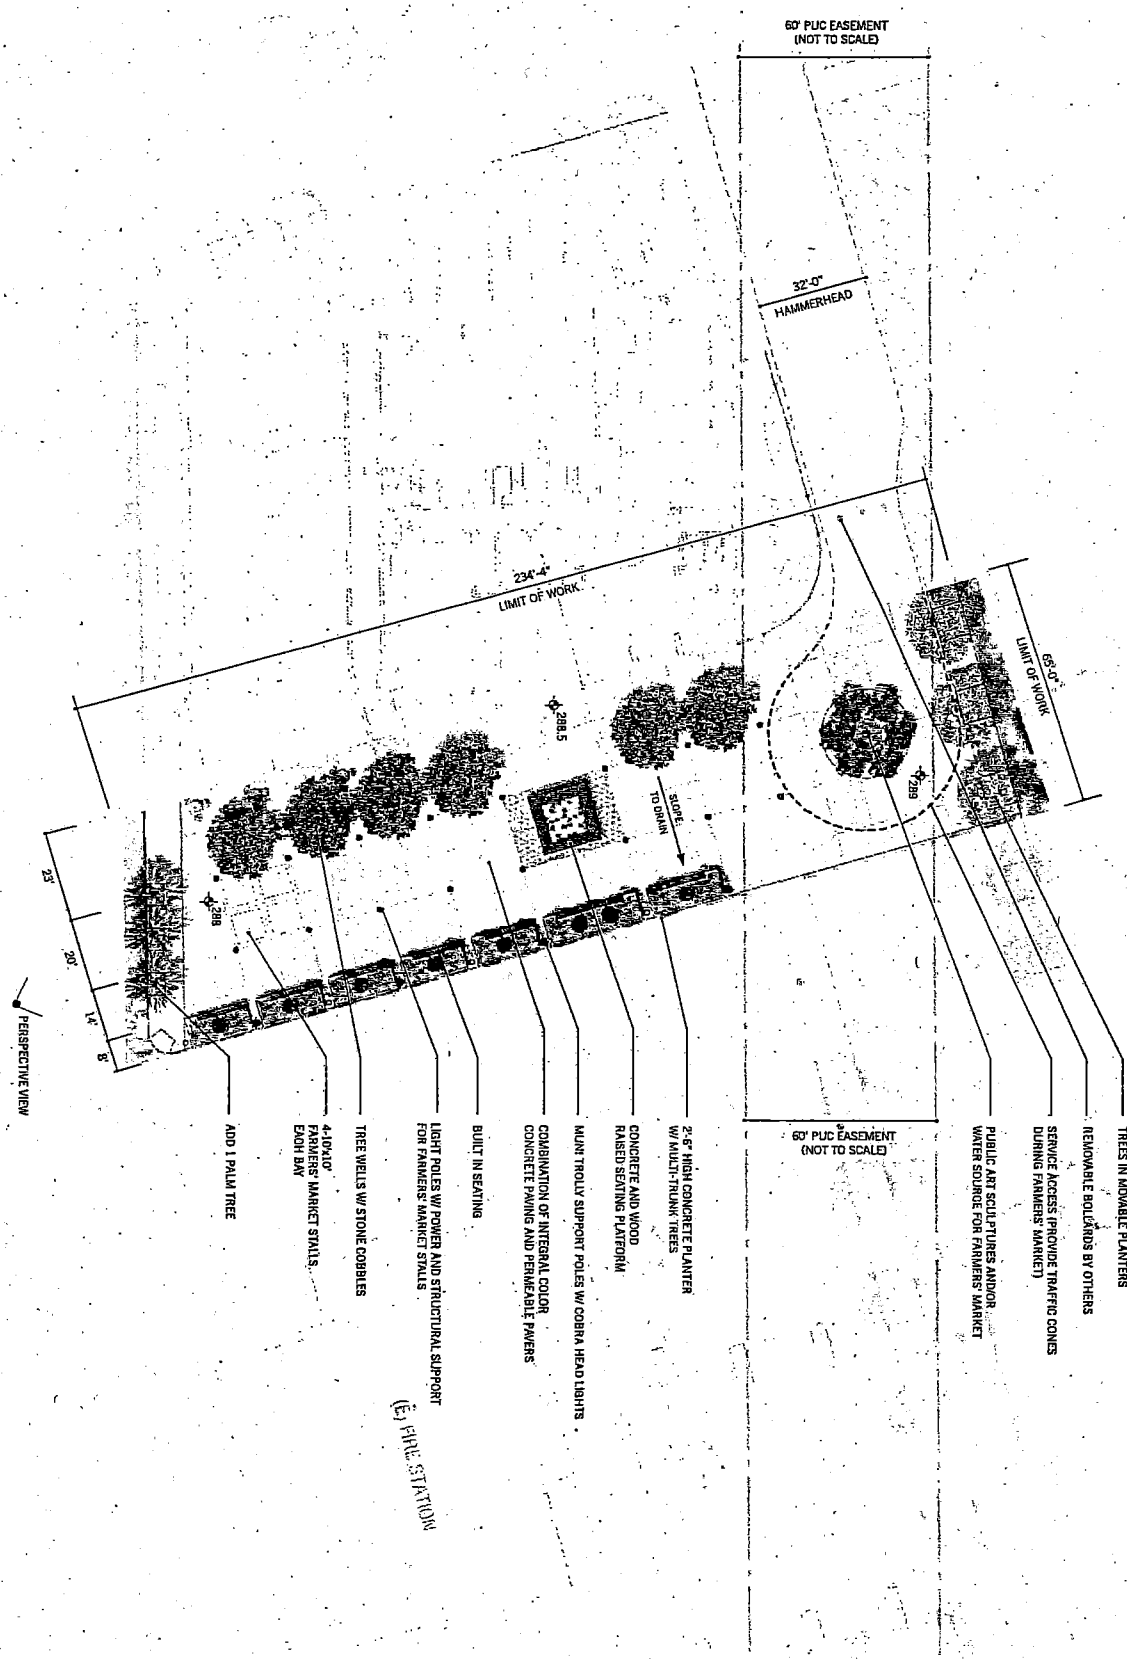 60' PUC EASEMENT
(NOT TO SCALE)
32'-0"
HAMMERHEAD
234'-4"
LIMIT OF WORK
65'-0"
LIMIT OF WORK
288.5
SLOPE
TO DRAIN
289
288
23'
20'
14'
8'
PERSPECTIVE VIEW
60' PUC EASEMENT
(NOT TO SCALE)
TREES IN MOVABLE PLANTERS
REMOVABLE BOLLARDS BY OTHERS
SERVICE ACCESS (PROVIDE TRAFFIC CONES
DURING FARMERS' MARKET)
PUBLIC ART SCULPTURES AND/OR
WATER SOURCE FOR FARMERS' MARKET
2'-6" HIGH CONCRETE PLANTER
W/ MULTI-TRUNK TREES
CONCRETE AND WOOD
RAISED SEATING PLATFORM
MUNI TROLLY SUPPORT POLES W/ COBRA HEAD LIGHTS
COMBINATION OF INTEGRAL COLOR
CONCRETE PAVING AND PERMEABLE PAVERS
BUILT IN SEATING
LIGHT POLES W/ POWER AND STRUCTURAL SUPPORT
FOR FARMERS' MARKET STALLS
TREE WELLS W/ STONE COBBLES
4-10'x10'
FARMERS' MARKET STALLS
EACH BAY
ADD 1 PALM TREE
(E) FIRE STATION